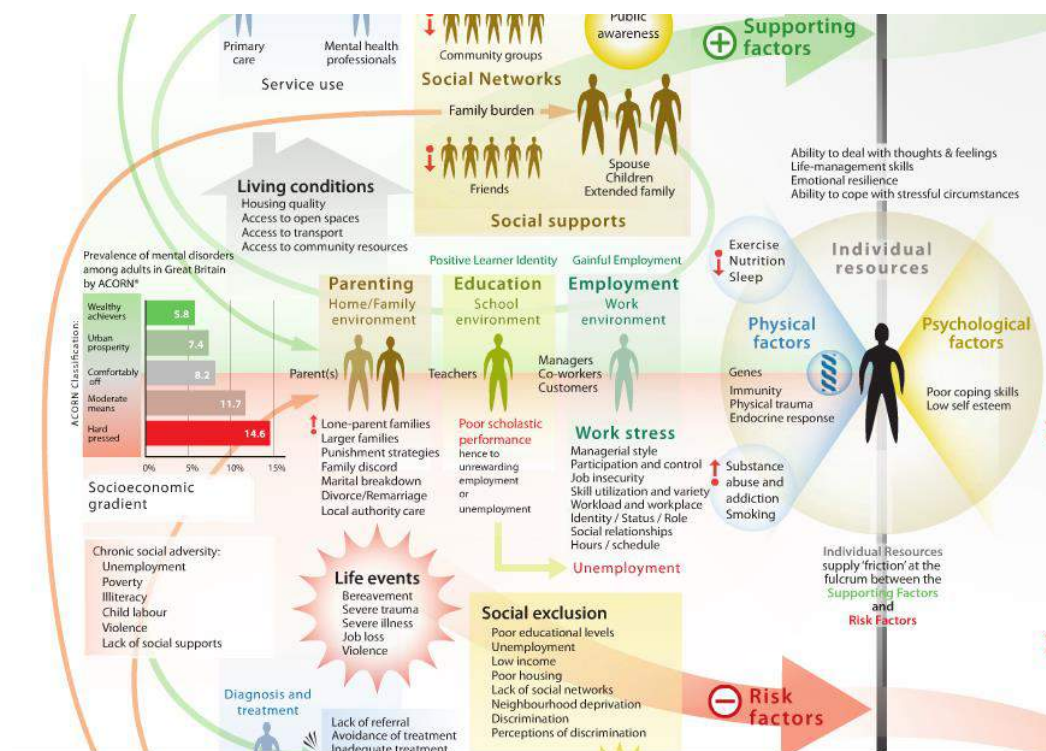 Public
awareness
Supporting
factors
Primary
care
Mental health
professionals
Service use
Community groups
Social Networks
Family burden
Friends
Spouse
Children
Extended family
Social supports
Living conditions
Housing quality
Access to open spaces
Access to transport
Access to community resources
Ability to deal with thoughts & feelings
Life-management skills
Emotional resilience
Ability to cope with stressful circumstances
Prevalence of mental disorders
among adults in Great Britain
by ACORN*
ACORN Classification:
Wealthy
achievers
5.8
Urban
prosperity
7.4
Comfortably
off
8.2
Moderate
means
11.7
Hard
pressed
14.6
0% 5% 10% 15%
Socioeconomic
gradient
Parenting
Home/Family
environment
Parent(s)
Lone-parent families
Larger families
Punishment strategies
Family discord
Marital breakdown
Divorce/Remarriage
Local authority care
Positive Learner Identity
Education
School
environment
Teachers
Poor scholastic
performance
hence to
unrewarding
employment
or
unemployment
Gainful Employment
Employment
Work
environment
Managers
Co-workers
Customers
Work stress
Managerial style
Participation and control
Job insecurity
Skill utilization and variety
Workload and workplace
Identity / Status / Role
Social relationships
Hours / schedule
Unemployment
Exercise
Nutrition
Sleep
Individual
resources
Physical
factors
Genes
Immunity
Physical trauma
Endocrine response
Psychological
factors
Poor coping skills
Low self esteem
Substance
abuse and
addiction
Smoking
Individual Resources
supply 'friction' at the
fulcrum between the
Supporting Factors
and
Risk Factors
Chronic social adversity:
Unemployment
Poverty
Illiteracy
Child labour
Violence
Lack of social supports
Life events
Bereavement
Severe trauma
Severe illness
Job loss
Violence
Social exclusion
Poor educational levels
Unemployment
Low income
Poor housing
Lack of social networks
Neighbourhood deprivation
Discrimination
Perceptions of discrimination
Risk
factors
Diagnosis and
treatment
Lack of referral
Avoidance of treatment
Inadequate treatment